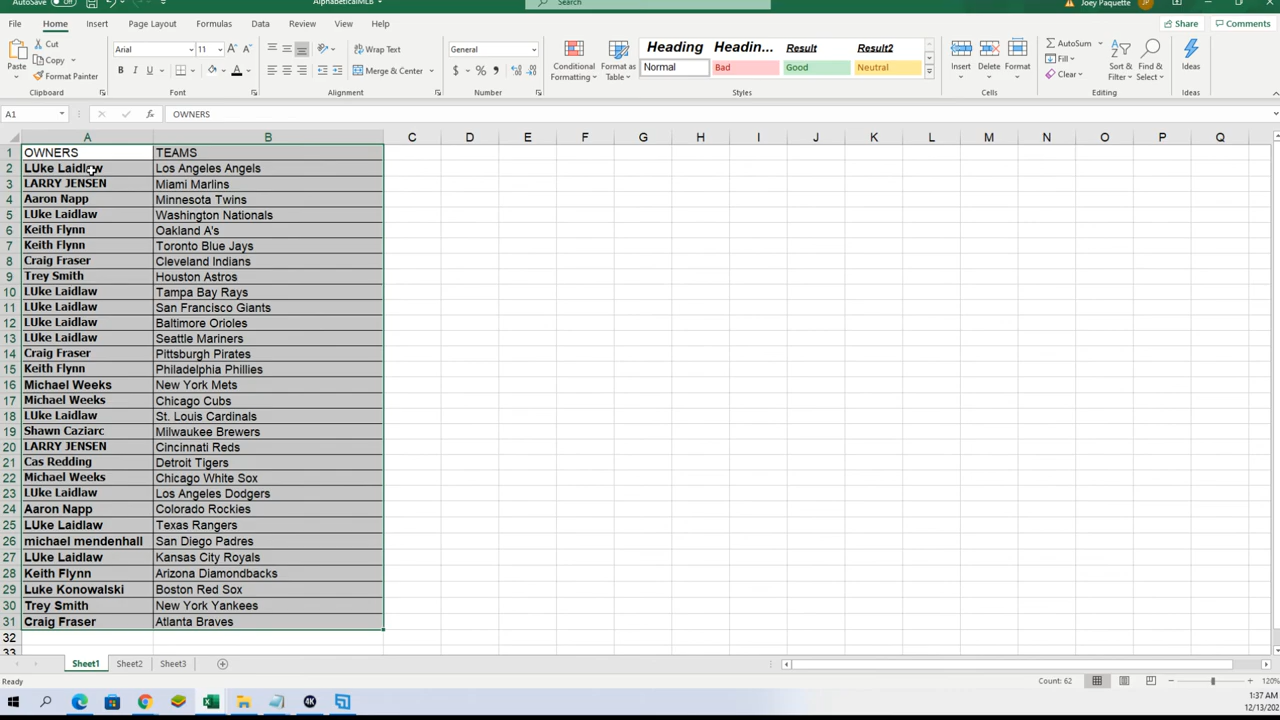 AutoSave Off AlphabeticalMLB Search Joey Paquette JP
File Home Insert Page Layout Formulas Data Review View Help Share Comments
Paste Cut Copy Format Painter Arial 11 A A Wrap Text General Conditional Formatting Format as Table Heading Headin... Result Result2 Insert Delete Format AutoSum Sort & Filter Find & Select Ideas
B I U A Merge & Center $ % Normal Bad Good Neutral Fill Clear
Clipboard Font Alignment Number Styles Cells Editing Ideas
A1 fx OWNERS
A B C D E F G H I J K L M N O P Q
1 OWNERS TEAMS
2 LUke Laidlaw Los Angeles Angels
3 LARRY JENSEN Miami Marlins
4 Aaron Napp Minnesota Twins
5 LUke Laidlaw Washington Nationals
6 Keith Flynn Oakland A's
7 Keith Flynn Toronto Blue Jays
8 Craig Fraser Cleveland Indians
9 Trey Smith Houston Astros
10 LUke Laidlaw Tampa Bay Rays
11 LUke Laidlaw San Francisco Giants
12 LUke Laidlaw Baltimore Orioles
13 LUke Laidlaw Seattle Mariners
14 Craig Fraser Pittsburgh Pirates
15 Keith Flynn Philadelphia Phillies
16 Michael Weeks New York Mets
17 Michael Weeks Chicago Cubs
18 LUke Laidlaw St. Louis Cardinals
19 Shawn Caziarc Milwaukee Brewers
20 LARRY JENSEN Cincinnati Reds
21 Cas Redding Detroit Tigers
22 Michael Weeks Chicago White Sox
23 LUke Laidlaw Los Angeles Dodgers
24 Aaron Napp Colorado Rockies
25 LUke Laidlaw Texas Rangers
26 michael mendenhall San Diego Padres
27 LUke Laidlaw Kansas City Royals
28 Keith Flynn Arizona Diamondbacks
29 Luke Konowalski Boston Red Sox
30 Trey Smith New York Yankees
31 Craig Fraser Atlanta Braves
32
33
Sheet1 Sheet2 Sheet3
Ready Count: 62 120%
1:37 AM